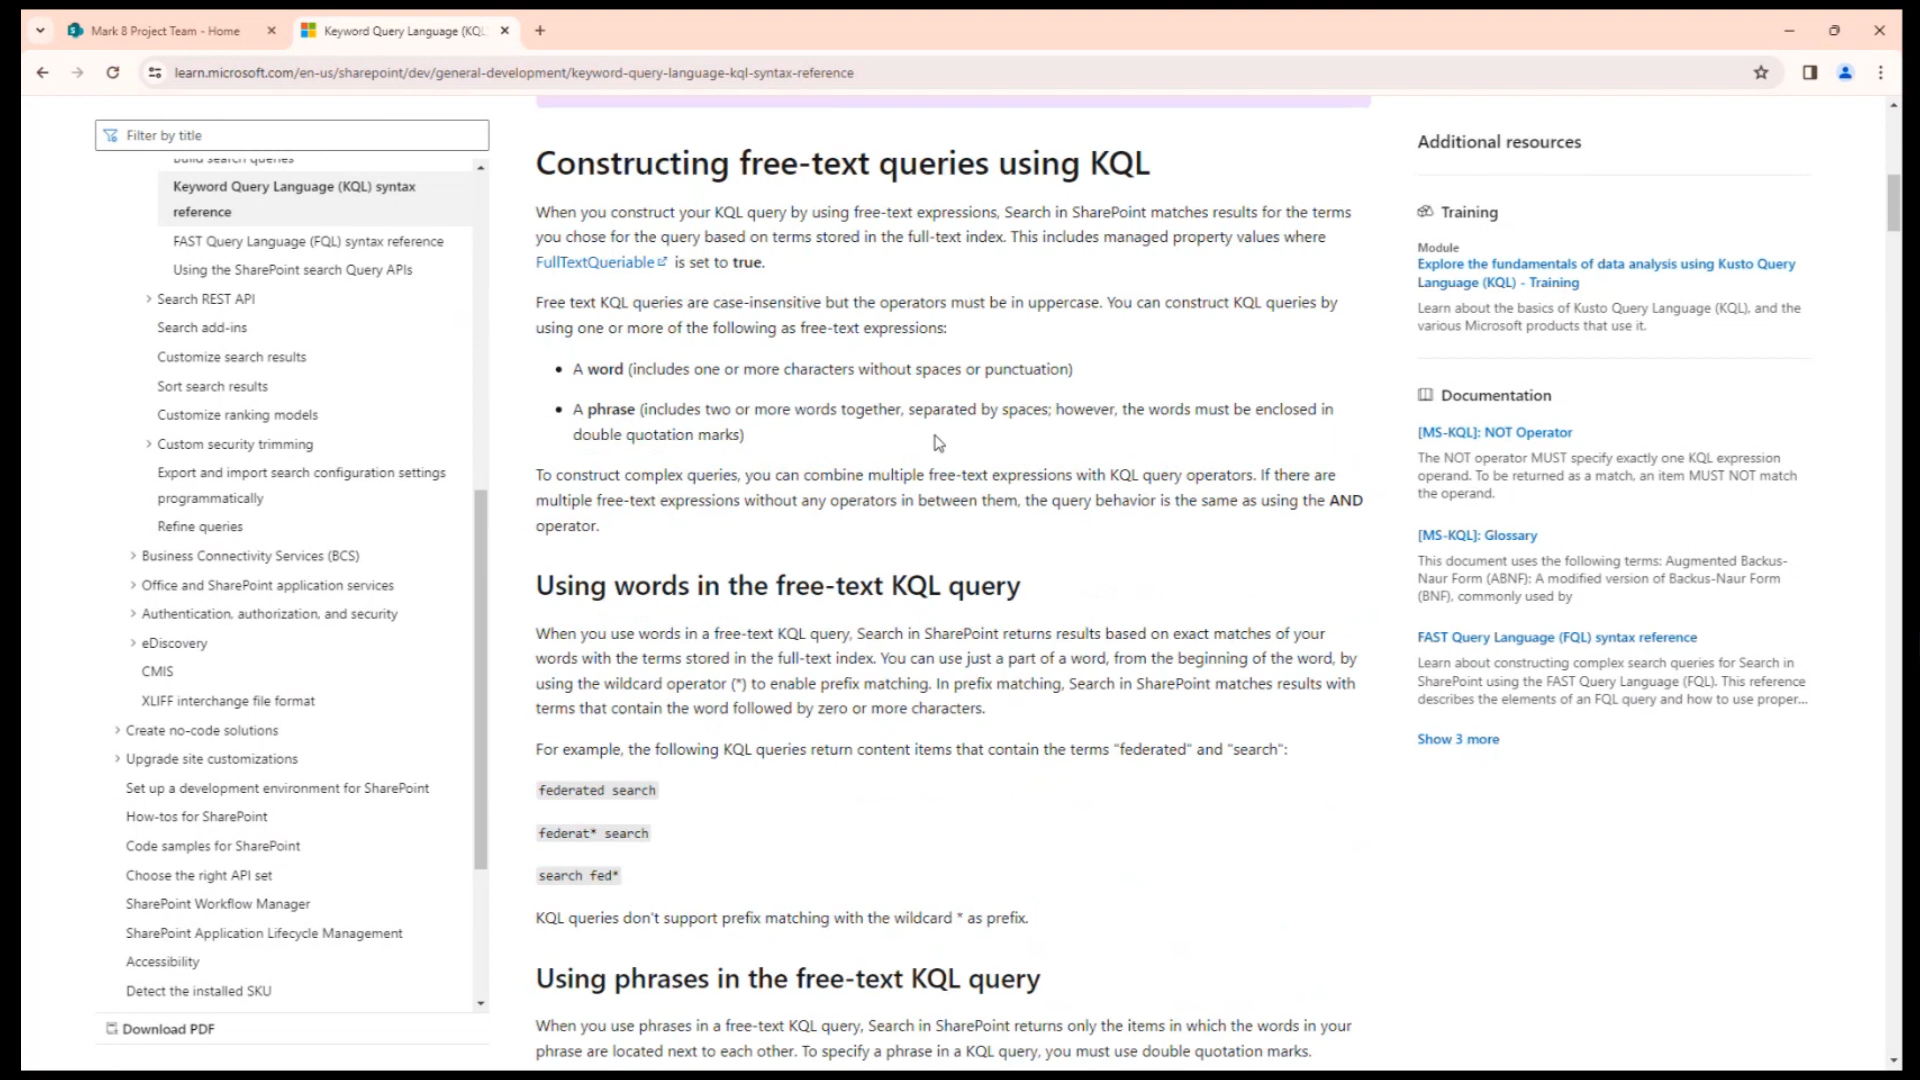 Mark 8 Project Team - Home
Keyword Query Language (KQL
learn.microsoft.com/en-us/sharepoint/dev/general-development/keyword-query-language-kql-syntax-reference
Filter by title
Build search queries
Keyword Query Language (KQL) syntax
reference
FAST Query Language (FQL) syntax reference
Using the SharePoint search Query APIs
Search REST API
Search add-ins
Customize search results
Sort search results
Customize ranking models
Custom security trimming
Export and import search configuration settings
programmatically
Refine queries
Business Connectivity Services (BCS)
Office and SharePoint application services
Authentication, authorization, and security
eDiscovery
CMIS
XLIFF interchange file format
Create no-code solutions
Upgrade site customizations
Set up a development environment for SharePoint
How-tos for SharePoint
Code samples for SharePoint
Choose the right API set
SharePoint Workflow Manager
SharePoint Application Lifecycle Management
Accessibility
Detect the installed SKU
Download PDF
Constructing free-text queries using KQL
When you construct your KQL query by using free-text expressions, Search in SharePoint matches results for the terms
you chose for the query based on terms stored in the full-text index. This includes managed property values where
FullTextQueriable is set to true.
Free text KQL queries are case-insensitive but the operators must be in uppercase. You can construct KQL queries by
using one or more of the following as free-text expressions:
• A word (includes one or more characters without spaces or punctuation)
• A phrase (includes two or more words together, separated by spaces; however, the words must be enclosed in
double quotation marks)
To construct complex queries, you can combine multiple free-text expressions with KQL query operators. If there are
multiple free-text expressions without any operators in between them, the query behavior is the same as using the AND
operator.
Using words in the free-text KQL query
When you use words in a free-text KQL query, Search in SharePoint returns results based on exact matches of your
words with the terms stored in the full-text index. You can use just a part of a word, from the beginning of the word, by
using the wildcard operator (*) to enable prefix matching. In prefix matching, Search in SharePoint matches results with
terms that contain the word followed by zero or more characters.
For example, the following KQL queries return content items that contain the terms "federated" and "search":
federated search
federat* search
search fed*
KQL queries don't support prefix matching with the wildcard * as prefix.
Using phrases in the free-text KQL query
When you use phrases in a free-text KQL query, Search in SharePoint returns only the items in which the words in your
phrase are located next to each other. To specify a phrase in a KQL query, you must use double quotation marks.
Additional resources
Training
Module
Explore the fundamentals of data analysis using Kusto Query
Language (KQL) - Training
Learn about the basics of Kusto Query Language (KQL), and the
various Microsoft products that use it.
Documentation
[MS-KQL]: NOT Operator
The NOT operator MUST specify exactly one KQL expression
operand. To be returned as a match, an item MUST NOT match
the operand.
[MS-KQL]: Glossary
This document uses the following terms: Augmented Backus-
Naur Form (ABNF): A modified version of Backus-Naur Form
(BNF), commonly used by
FAST Query Language (FQL) syntax reference
Learn about constructing complex search queries for Search in
SharePoint using the FAST Query Language (FQL). This reference
describes the elements of an FQL query and how to use proper...
Show 3 more